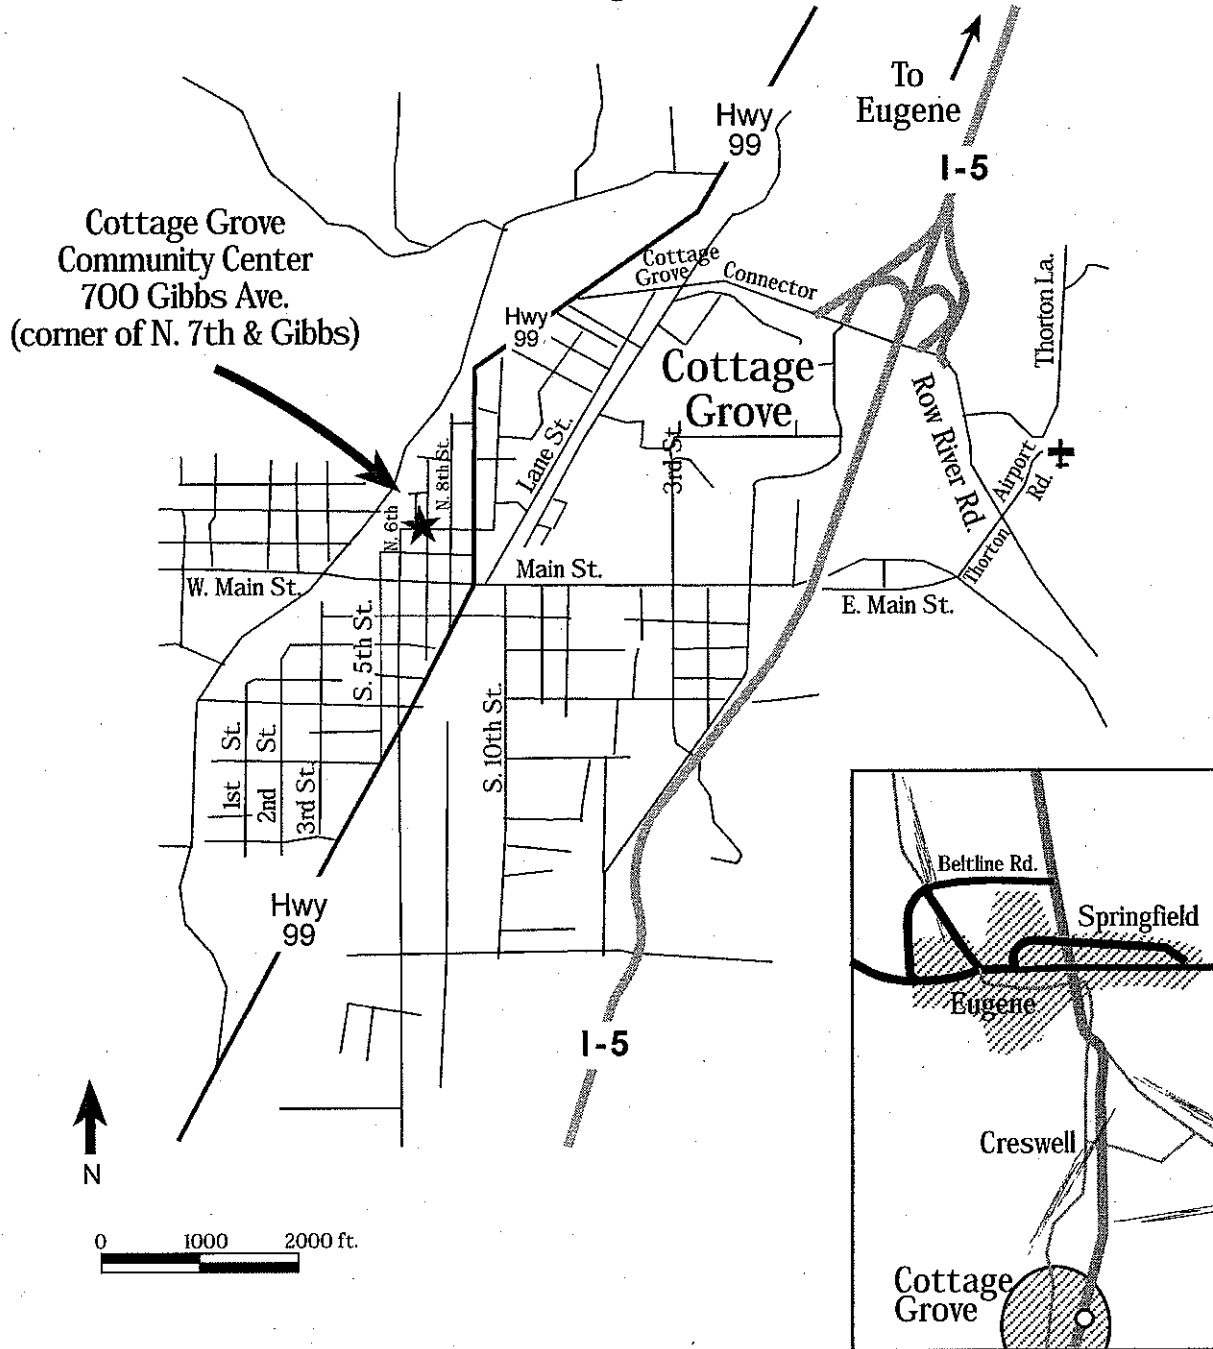 To
Eugene
Hwy
99
I-5
Cottage Grove
Community Center
700 Gibbs Ave.
(corner of N. 7th & Gibbs)
Cottage
Grove
Connector
Thorton La.
Hwy
99
Cottage
Grove
Row River Rd.
Lane St.
3rd St.
N. 8th St.
N. 6th
Airport
Rd.
Thorton
Main St.
W. Main St.
E. Main St.
S. 5th St.
S. 10th St.
1st St.
2nd St.
3rd St.
Hwy
99
I-5
N
0 1000 2000 ft.
Beltline Rd.
Springfield
Eugene
Creswell
Cottage
Grove